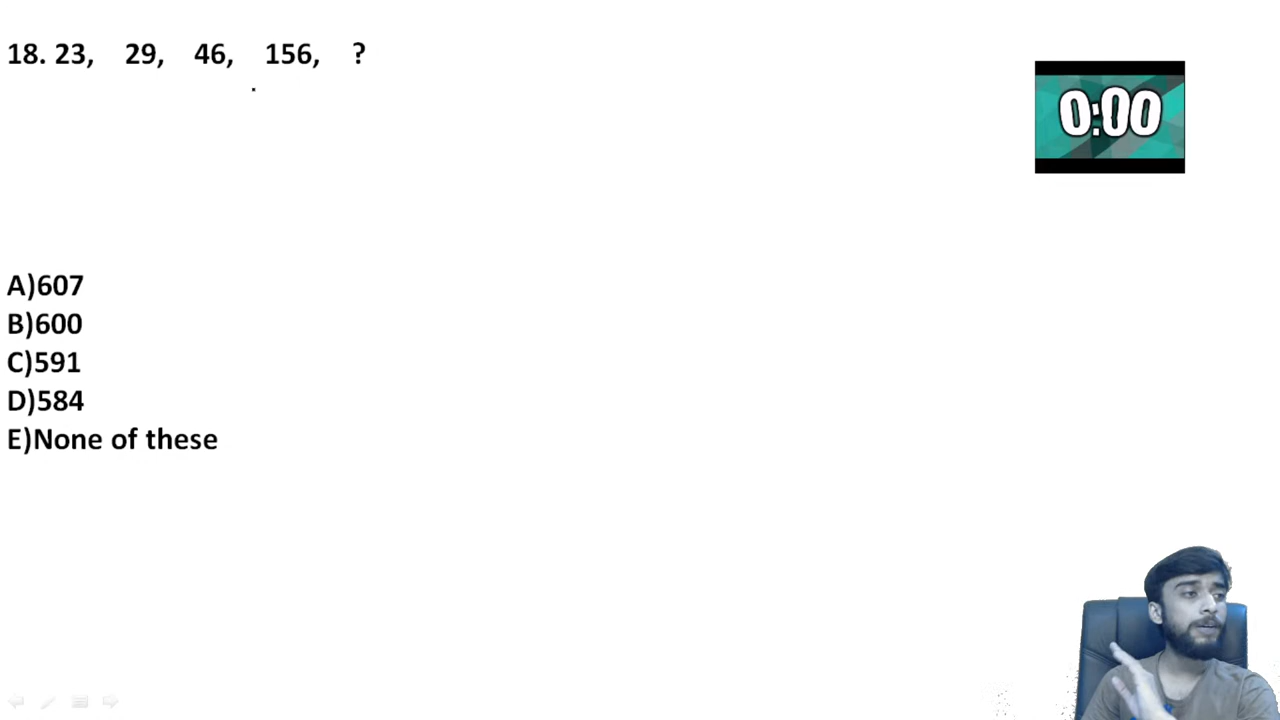 18. 23, 29, 46, 156, ?
0:00
A)607
B)600
C)591
D)584
E)None of these